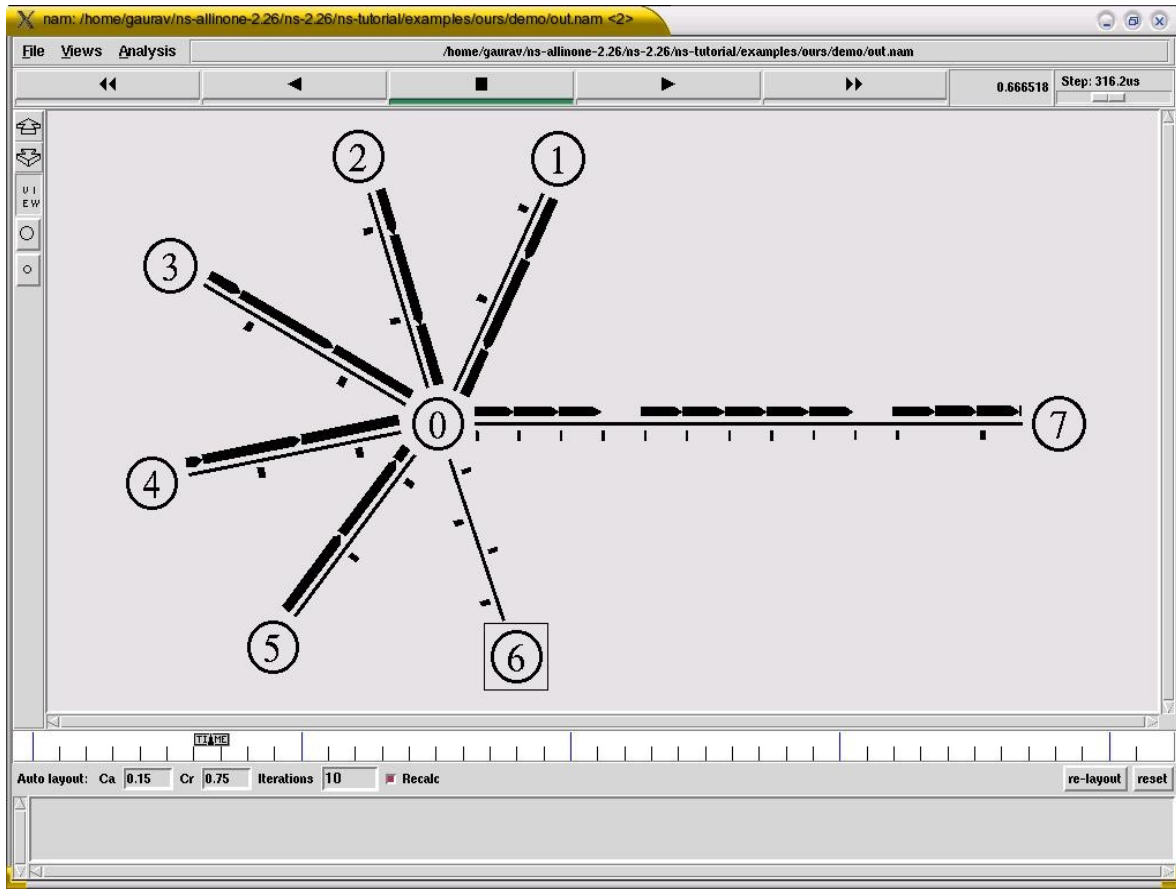 nam: /home/gaurav/ns-allinone-2.26/ns-2.26/ns-tutorial/examples/ours/demo/out.nam <2>
File Views Analysis /home/gaurav/ns-allinone-2.26/ns-2.26/ns-tutorial/examples/ours/demo/out.nam
0.666518 Step: 316.2us
V I
E W
2
1
3
0
7
4
5
6
TIME
Auto layout: Ca 0.15 Cr 0.75 Iterations 10 Recalc re-layout reset